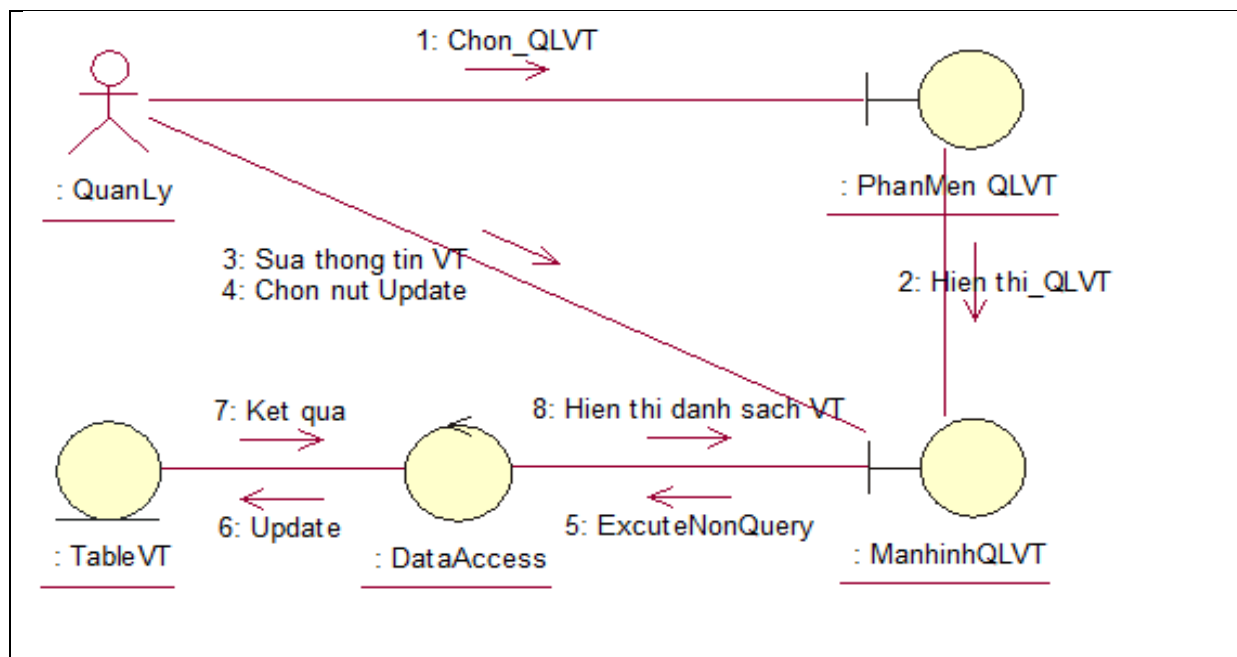 1: Chon_QLVT
: QuanLy
: PhanMen QLVT
3: Sua thong tin VT
4: Chon nut Update
2: Hien thi_QLVT
7: Ket qua
8: Hien thi danh sach VT
6: Update
5: ExcuteNonQuery
: TableVT
: DataAccess
: ManhinhQLVT